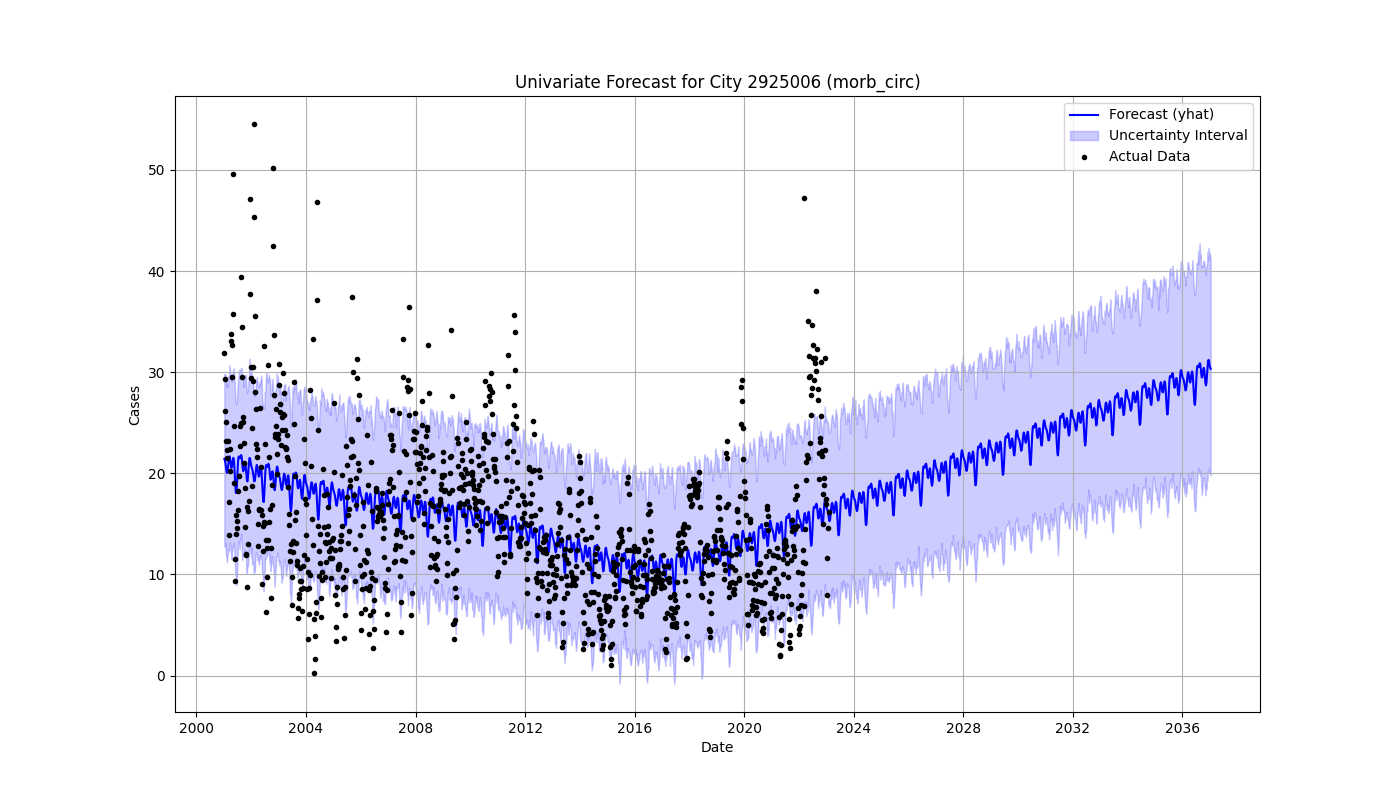 Univariate Forecast for City 2925006 (morb_circ)
Forecast (yhat)
Uncertainty Interval
Actual Data
Cases
50
40
30
20
10
0
2000 2004 2008 2012 2016 2020 2024 2028 2032 2036
Date